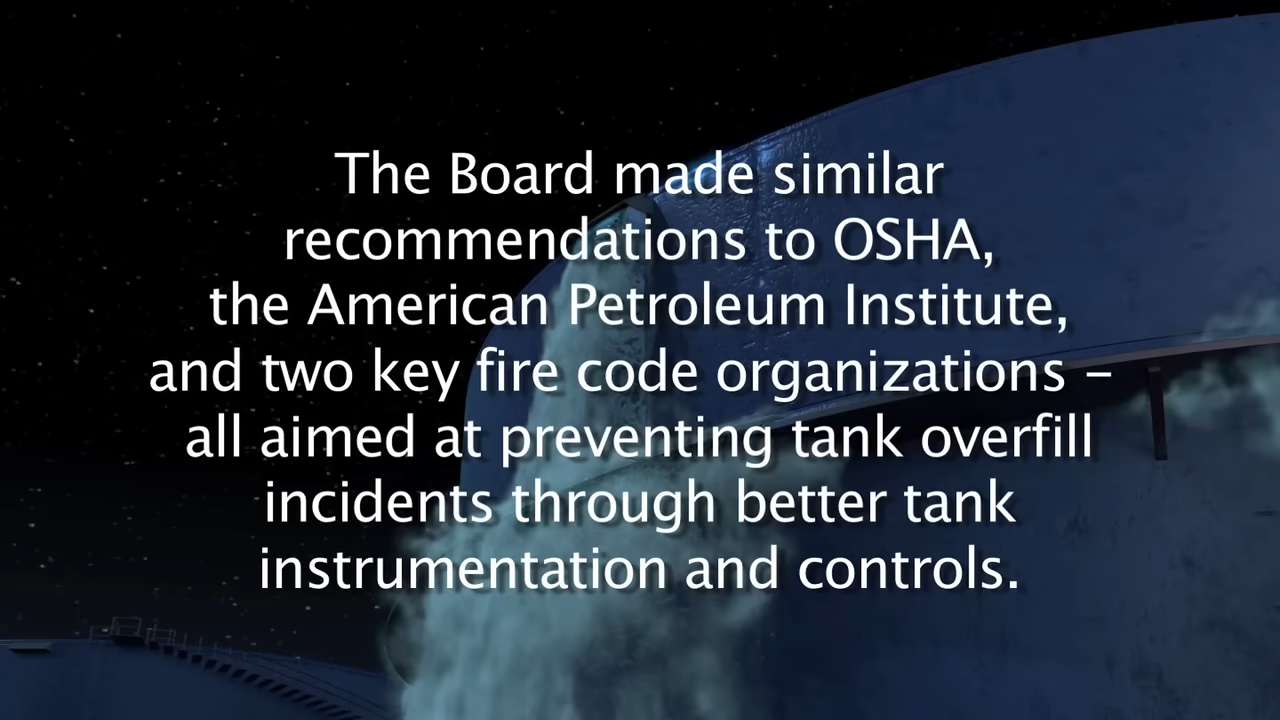 The Board made similar
recommendations to OSHA,
the American Petroleum Institute,
and two key fire code organizations –
all aimed at preventing tank overfill
incidents through better tank
instrumentation and controls.